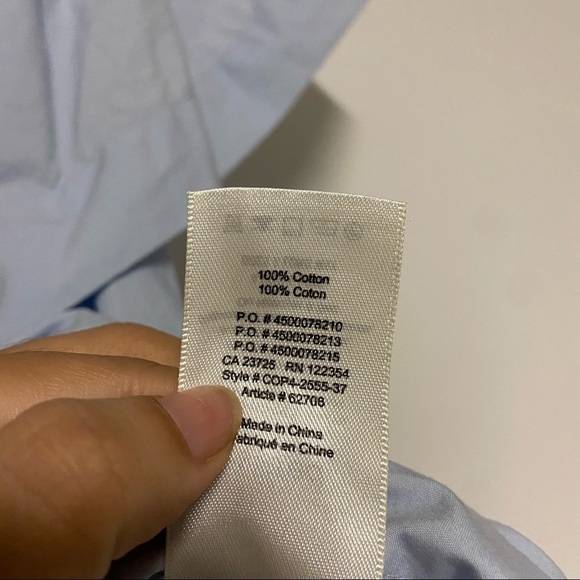 100% Cotton
100% Coton
P.O. # 4500078210
P.O. # 4500078213
P.O. # 4500078215
CA 23725 RN 122354
Style # COP4-2555-37
Article # 62708
Made in China
Fabriqué en Chine